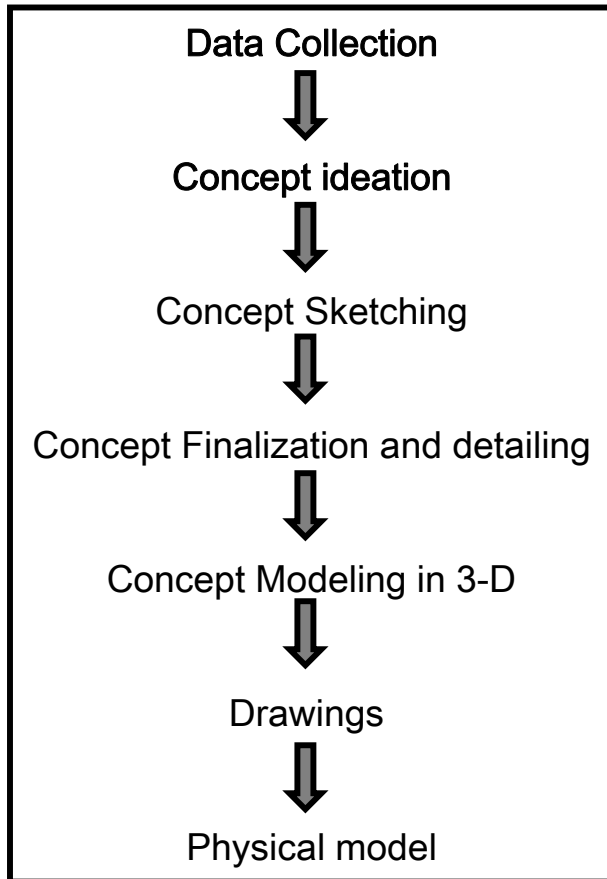 Data Collection
Concept ideation
Concept Sketching
Concept Finalization and detailing
Concept Modeling in 3-D
Drawings
Physical model